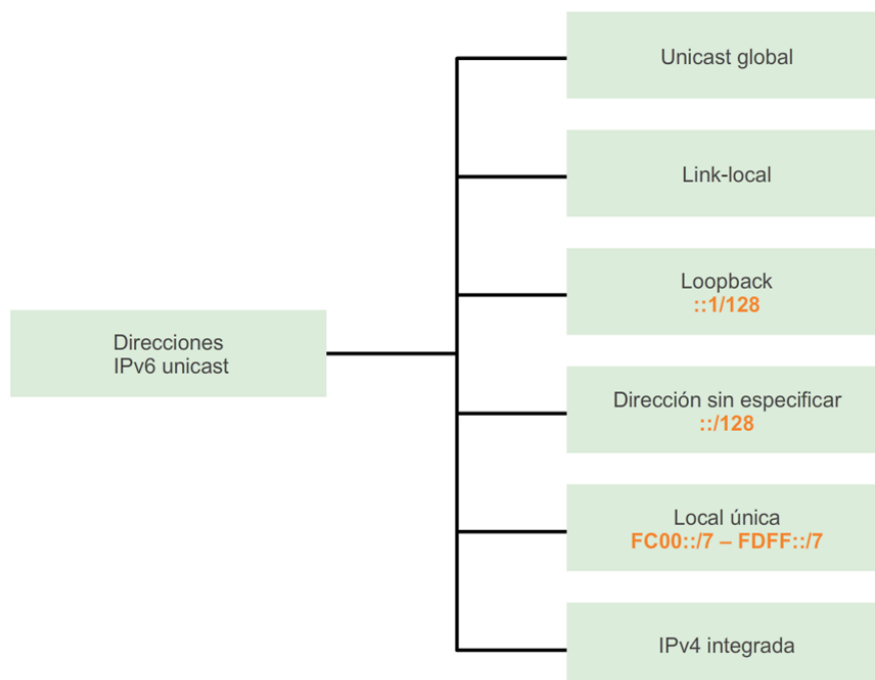 Unicast global
Link-local
Loopback
::1/128
Direcciones
IPv6 unicast
Dirección sin especificar
::/128
Local única
FC00::/7 – FDFF::/7
IPv4 integrada